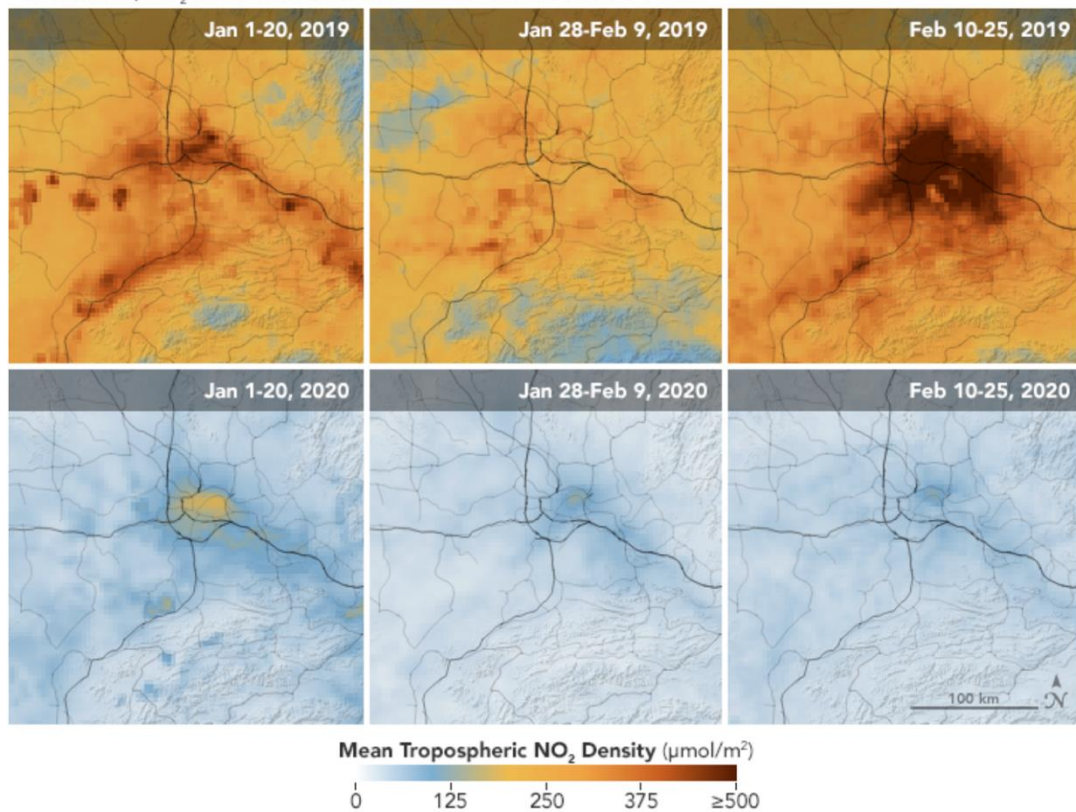 Jan 1-20, 2019
Jan 28-Feb 9, 2019
Feb 10-25, 2019
Jan 1-20, 2020
Jan 28-Feb 9, 2020
Feb 10-25, 2020
100 km
N
Mean Tropospheric NO₂ Density (μmol/m²)
0 125 250 375 ≥500